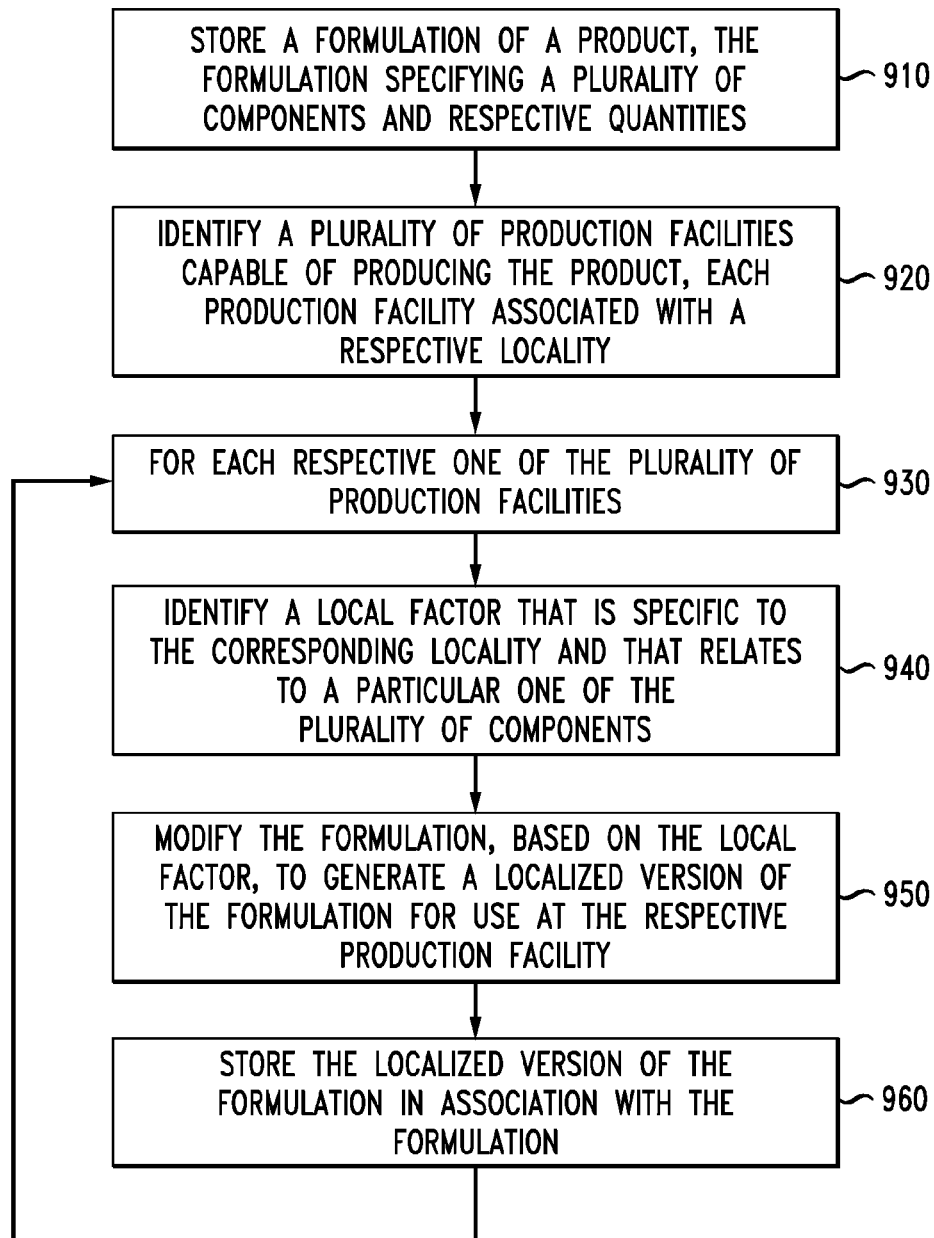 STORE A FORMULATION OF A PRODUCT, THE
FORMULATION SPECIFYING A PLURALITY OF
COMPONENTS AND RESPECTIVE QUANTITIES
910
IDENTIFY A PLURALITY OF PRODUCTION FACILITIES
CAPABLE OF PRODUCING THE PRODUCT, EACH
PRODUCTION FACILITY ASSOCIATED WITH A
RESPECTIVE LOCALITY
920
FOR EACH RESPECTIVE ONE OF THE PLURALITY OF
PRODUCTION FACILITIES
930
IDENTIFY A LOCAL FACTOR THAT IS SPECIFIC TO
THE CORRESPONDING LOCALITY AND THAT RELATES
TO A PARTICULAR ONE OF THE
PLURALITY OF COMPONENTS
940
MODIFY THE FORMULATION, BASED ON THE LOCAL
FACTOR, TO GENERATE A LOCALIZED VERSION OF
THE FORMULATION FOR USE AT THE RESPECTIVE
PRODUCTION FACILITY
950
STORE THE LOCALIZED VERSION OF THE
FORMULATION IN ASSOCIATION WITH THE
FORMULATION
960